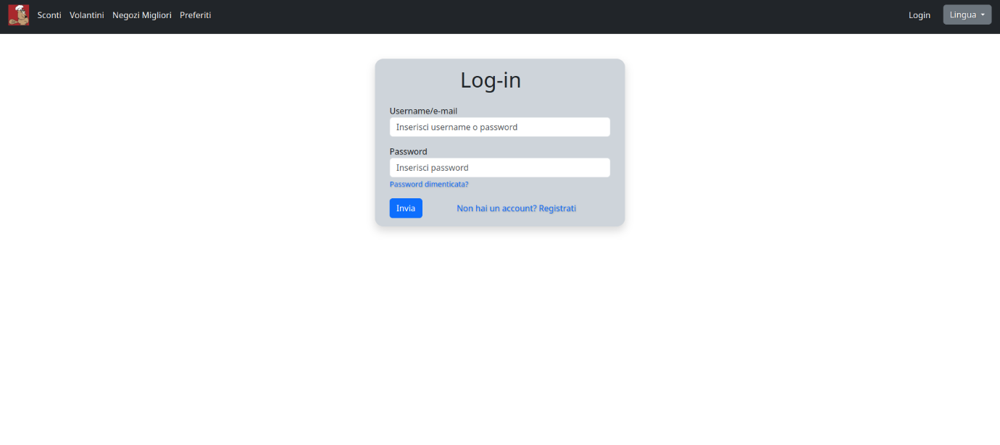 Sconti Volantini Negozi Migliori Preferiti Login Lingua
Log-in
Username/e-mail
Inserisci username o password
Password
Inserisci password
Password dimenticata?
Invia Non hai un account? Registrati